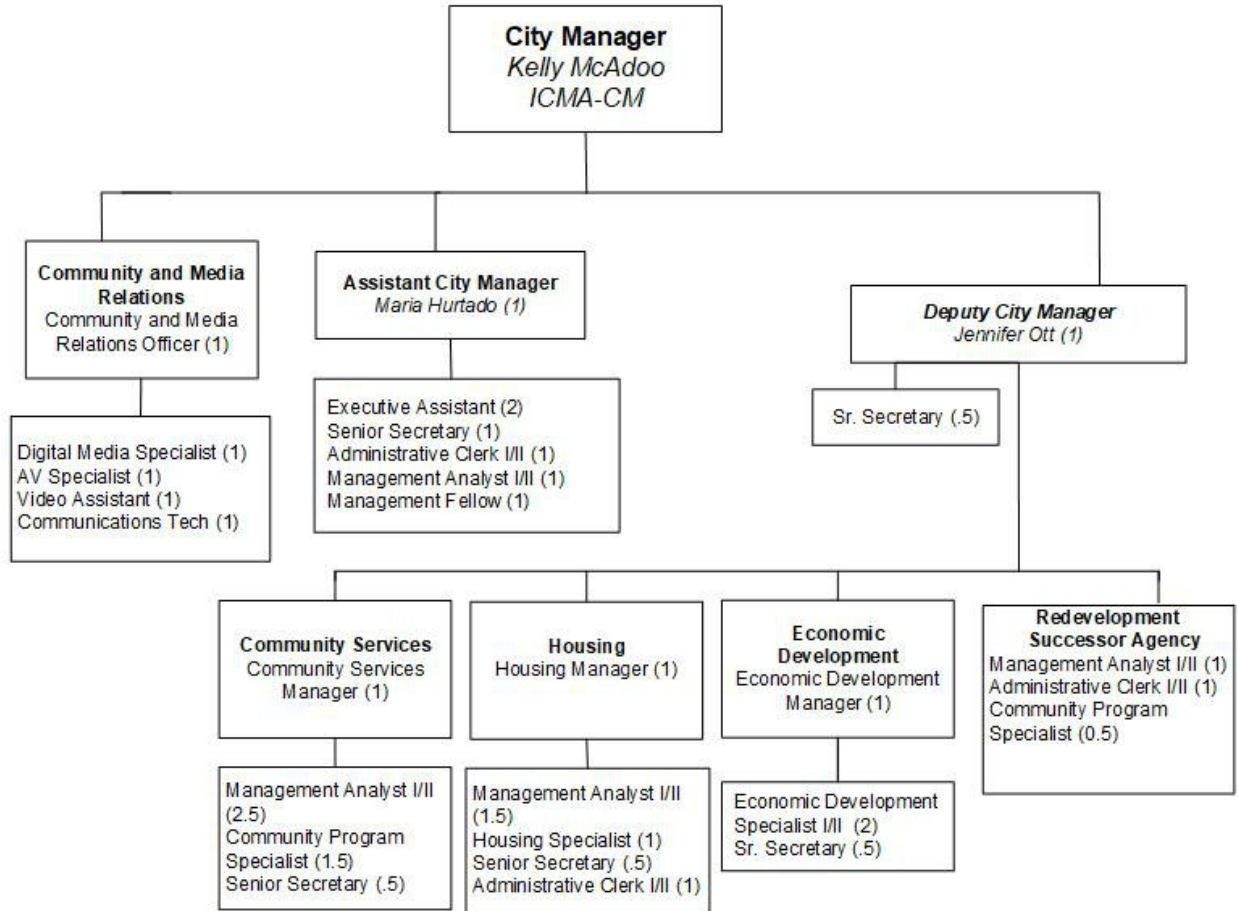 City Manager
Kelly McAdoo
ICMA-CM
Community and Media
Relations
Community and Media
Relations Officer (1)
Assistant City Manager
Maria Hurtado (1)
Deputy City Manager
Jennifer Ott (1)
Digital Media Specialist (1)
AV Specialist (1)
Video Assistant (1)
Communications Tech (1)
Executive Assistant (2)
Senior Secretary (1)
Administrative Clerk I/II (1)
Management Analyst I/II (1)
Management Fellow (1)
Sr. Secretary (.5)
Community Services
Community Services
Manager (1)
Housing
Housing Manager (1)
Economic
Development
Economic Development
Manager (1)
Redevelopment
Successor Agency
Management Analyst I/II (1)
Administrative Clerk I/II (1)
Community Program
Specialist (0.5)
Management Analyst I/II
(2.5)
Community Program
Specialist (1.5)
Senior Secretary (.5)
Management Analyst I/II
(1.5)
Housing Specialist (1)
Senior Secretary (.5)
Administrative Clerk I/II (1)
Economic Development
Specialist I/II (2)
Sr. Secretary (.5)